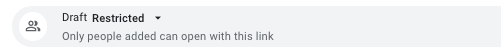 Draft Restricted
Only people added can open with this link